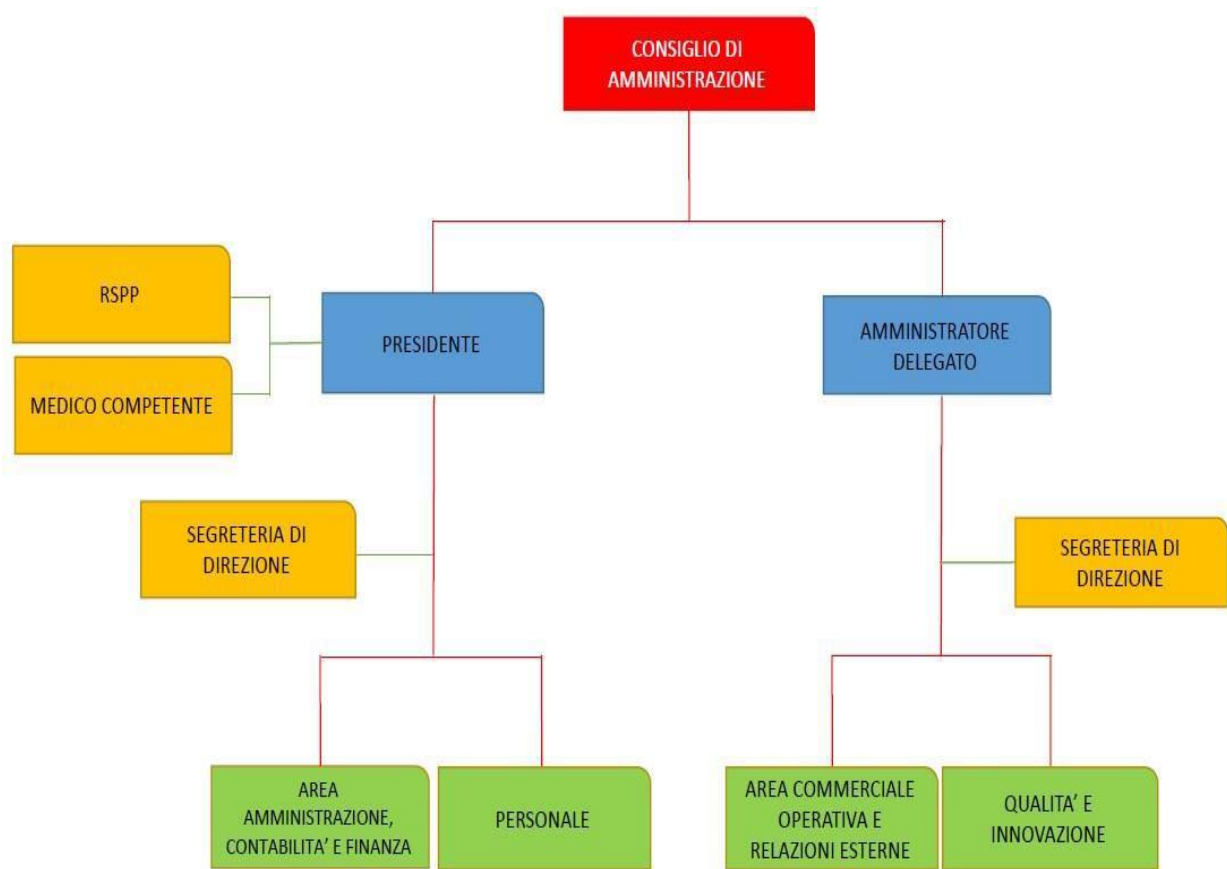 CONSIGLIO DI
AMMINISTRAZIONE
RSPP
MEDICO COMPETENTE
PRESIDENTE
AMMINISTRATORE
DELEGATO
SEGRETERIA DI
DIREZIONE
SEGRETERIA DI
DIREZIONE
AREA
AMMINISTRAZIONE,
CONTABILITA’ E FINANZA
PERSONALE
AREA COMMERCIALE
OPERATIVA E
RELAZIONI ESTERNE
QUALITA’ E
INNOVAZIONE